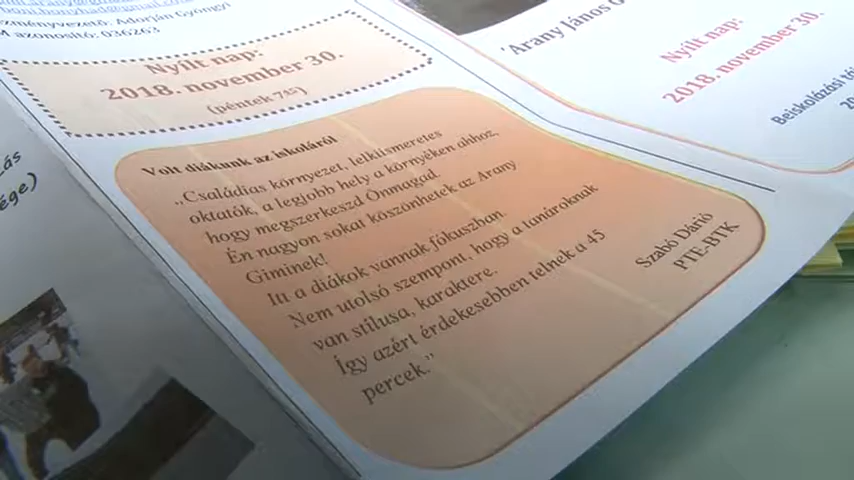 ményvezető: Adorján Gyöngyi
azonosító: 036263
Nyílt nap:
2018. november 30.
(péntek 7⁴⁵)
Volt diákunk az iskoláról
„Családias környezet, lelkiismeretes
oktatók, a legjobb hely a környéken ahhoz,
hogy megszerkeszd Önmagad.
Én nagyon sokat köszönhetek az Arany
Giminek!
Itt a diákok vannak fókuszban.
Nem utolsó szempont, hogy a tanároknak
van stílusa, karaktere.
Így azért érdekesebben telnek a 45
percek.”
Szabó Dárió
PTE-BTK
'Arany János
Nyílt nap:
2018. november 30.
Beiskolázási